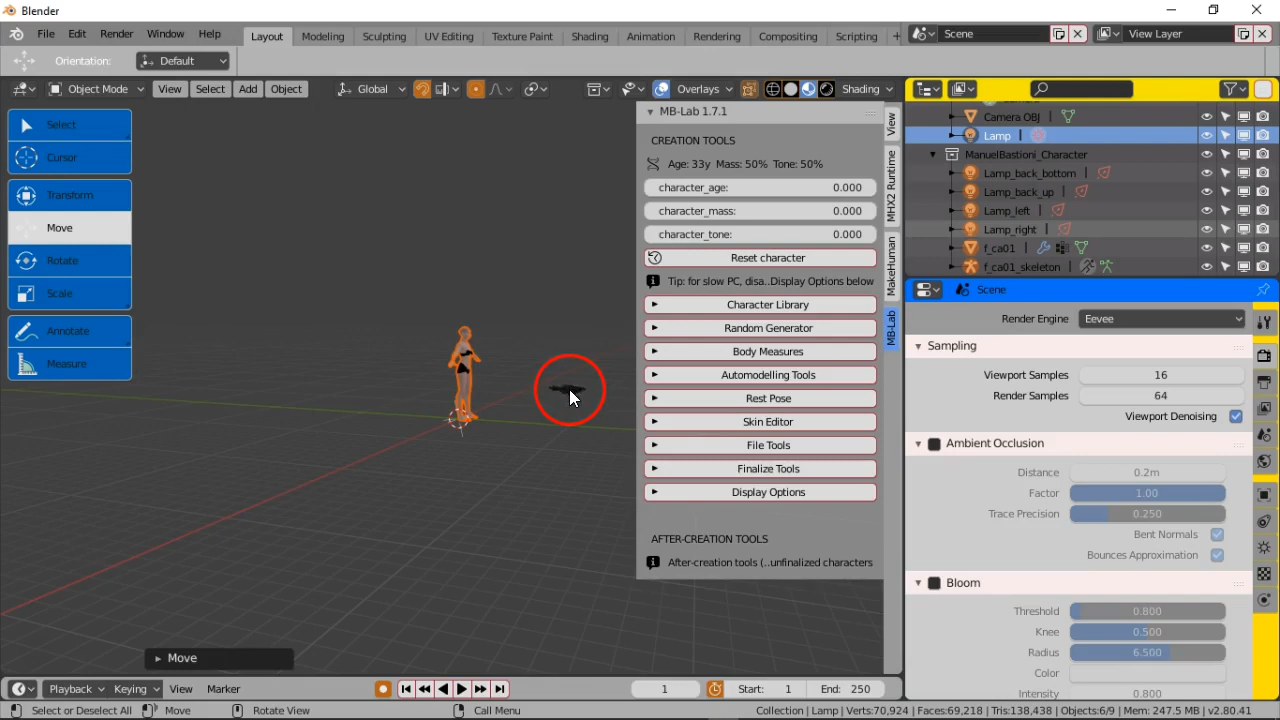 Blender
File Edit Render Window Help
Layout Modeling Sculpting UV Editing Texture Paint Shading Animation Rendering Compositing Scripting +
Scene View Layer
Orientation: Default
Object Mode View Select Add Object Global Overlays Shading
Select
Cursor
Transform
Move
Rotate
Scale
Annotate
Measure
Move
MB-Lab 1.7.1
CREATION TOOLS
Age: 33y Mass: 50% Tone: 50%
character_age: 0.000
character_mass: 0.000
character_tone: 0.000
Reset character
Tip: for slow PC, disa..Display Options below
Character Library
Random Generator
Body Measures
Automodelling Tools
Rest Pose
Skin Editor
File Tools
Finalize Tools
Display Options
AFTER-CREATION TOOLS
After-creation tools (..unfinalized characters
View
MHX2 Runtime
MakeHuman
MB-Lab
Camera OBJ
Lamp
ManuelBastioni_Character
Lamp_back_bottom
Lamp_back_up
Lamp_left
Lamp_right
f_ca01
f_ca01_skeleton
Scene
Render Engine Eevee
Sampling
Viewport Samples 16
Render Samples 64
Viewport Denoising
Ambient Occlusion
Distance 0.2m
Factor 1.00
Trace Precision 0.250
Bent Normals
Bounces Approximation
Bloom
Threshold 0.800
Knee 0.500
Radius 6.500
Color
Intensity 0.800
Playback Keying View Marker 1 Start: 1 End: 250
Select or Deselect All Move Rotate View Call Menu Collection | Lamp | Verts:70,924 | Faces:69,218 | Tris:138,438 | Objects:6/9 | Mem: 247.5 MB | v2.80.41